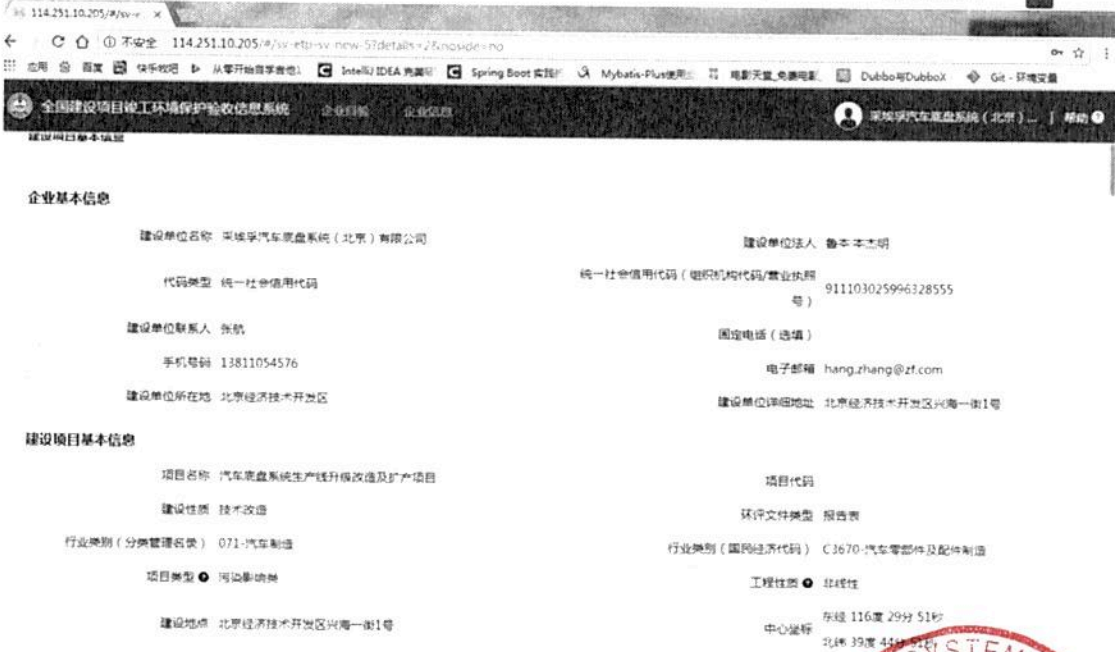 114.251.10.205/#/sv-e
不安全 114.251.10.205/#/sv-etp-sv-new-5?details=2&noside=no
应用 百度 快乐牧吧 从零开始自学 IntelliJ IDEA Spring Boot Mybatis-Plus使用 电影天堂_免费电影 Dubbo与DubboX Git - 环境变量
全国建设项目竣工环境保护验收信息系统 企业自验 企业信息 采埃孚汽车底盘系统（北京）... | 帮助
建设项目基本信息
企业基本信息
建设单位名称 采埃孚汽车底盘系统（北京）有限公司 建设单位法人 鲁本 本杰明
代码类型 统一社会信用代码 统一社会信用代码（组织机构代码/营业执照号） 911103025996328555
建设单位联系人 张航 固定电话（选填）
手机号码 13811054576 电子邮箱 hang.zhang@zf.com
建设单位所在地 北京经济技术开发区 建设单位详细地址 北京经济技术开发区兴海一街1号
建设项目基本信息
项目名称 汽车底盘系统生产线升级改造及扩产项目 项目代码
建设性质 技术改造 环评文件类型 报告表
行业类别（分类管理名录） 071-汽车制造 行业类别（国民经济代码） C3670-汽车零部件及配件制造
项目类型 污染影响类 工程性质 非线性
建设地点 北京经济技术开发区兴海一街1号 中心坐标 东经 116度 29分 51秒
北纬 39度 44分 51秒
SYSTEM